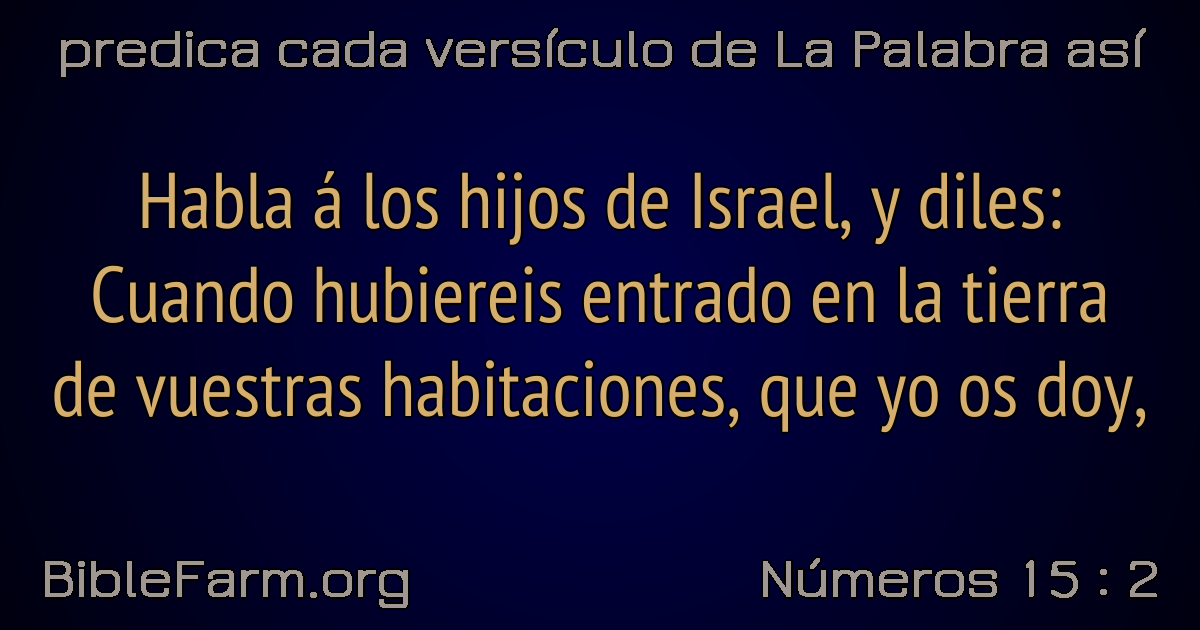 predica cada versículo de La Palabra así
Habla á los hijos de Israel, y diles:
Cuando hubiereis entrado en la tierra
de vuestras habitaciones, que yo os doy,
BibleFarm.org
Números 15 : 2